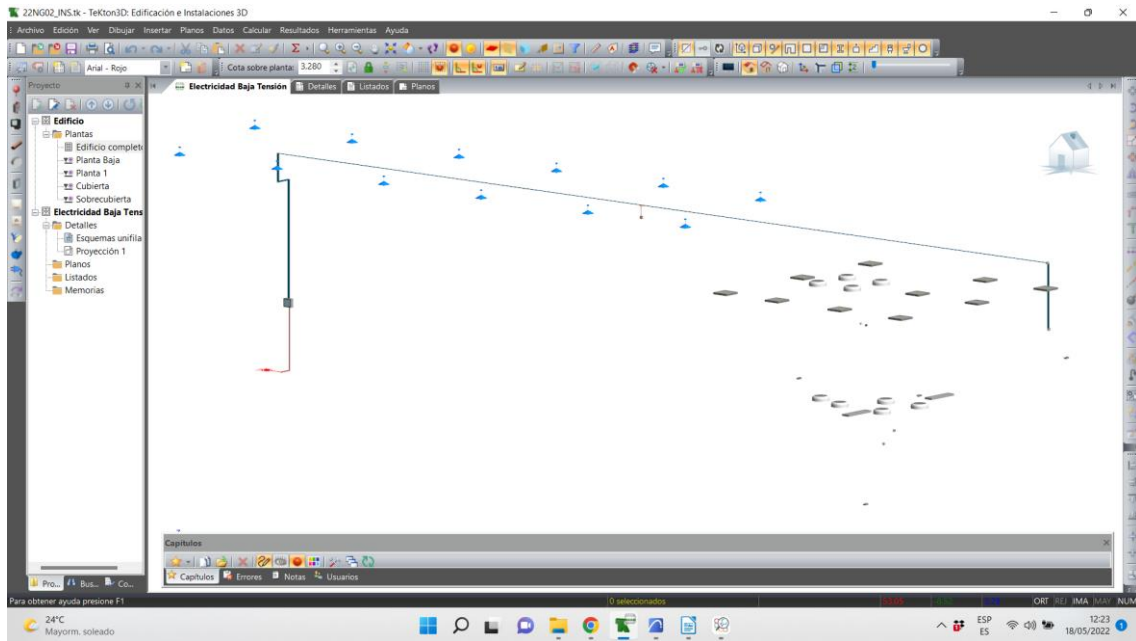 22NG02_INS.tk - TeKton3D: Edificación e Instalaciones 3D
Archivo Edición Ver Dibujar Insertar Planos Datos Calcular Resultados Herramientas Ayuda
Arial - Rojo
Cota sobre planta: 3.280
Proyecto
Electricidad Baja Tensión Detalles Listados Planos
Edificio
Plantas
Edificio complet
Planta Baja
Planta 1
Cubierta
Sobrecubierta
Electricidad Baja Tens
Detalles
Esquemas unifila
Proyección 1
Planos
Listados
Memorias
Capítulos
Capítulos Errores Notas Usuarios
Pro... Bus... Co...
Para obtener ayuda presione F1
0 seleccionados
ORT REJ IMA MAY NUM
24°C
Mayorm. soleado
ESP
ES
12:23
18/05/2022